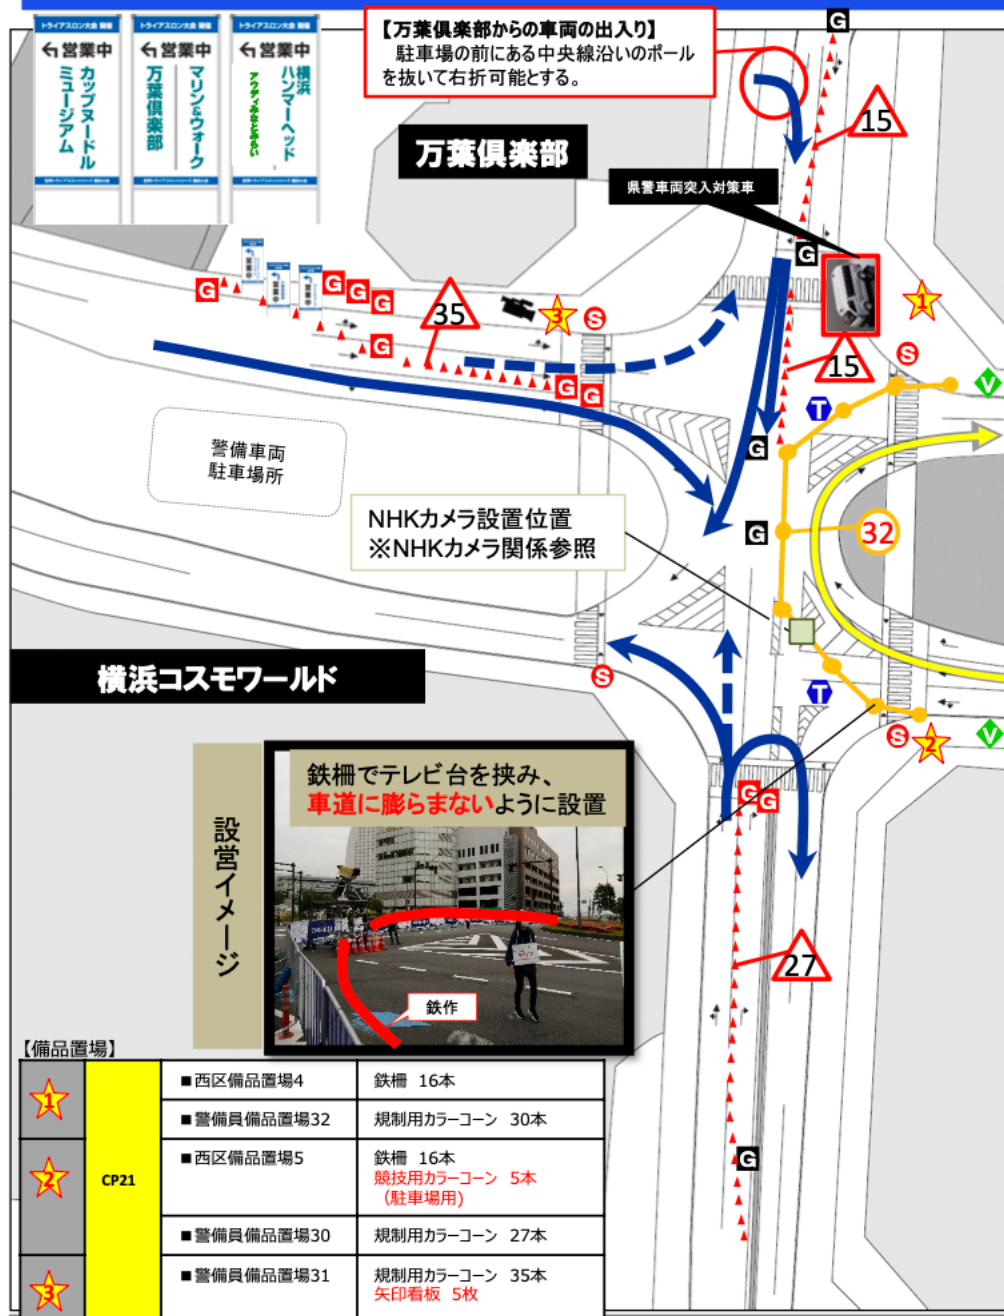 トライアスロン大会 開催
営業中
カップヌードル
ミュージアム
トライアスロン大会 開催
営業中
マリン&ウォーク
万葉倶楽部
トライアスロン大会 開催
営業中
横浜
ハンマーヘッド
アウディみなとみらい
【万葉倶楽部からの車両の出入り】
駐車場の前にある中央線沿いのポール
を抜いて右折可能とする。
G
15
万葉倶楽部
県警車両突入対策車
G
G
G
G
G
35
G
3
S
1
15
S
G
G
V
T
G
警備車両
駐車場所
NHKカメラ設置位置
※NHKカメラ関係参照
G
32
横浜コスモワールド
S
T
S
2
V
設営イメージ
鉄柵でテレビ台を挟み、
車道に膨らまないように設置
鉄作
G
G
27
G
【備品置場】
1
CP21
■西区備品置場4
鉄柵 16本
■警備員備品置場32
規制用カラーコーン 30本
2
■西区備品置場5
鉄柵 16本
競技用カラーコーン 5本
(駐車場用)
■警備員備品置場30
規制用カラーコーン 27本
3
■警備員備品置場31
規制用カラーコーン 35本
矢印看板 5枚